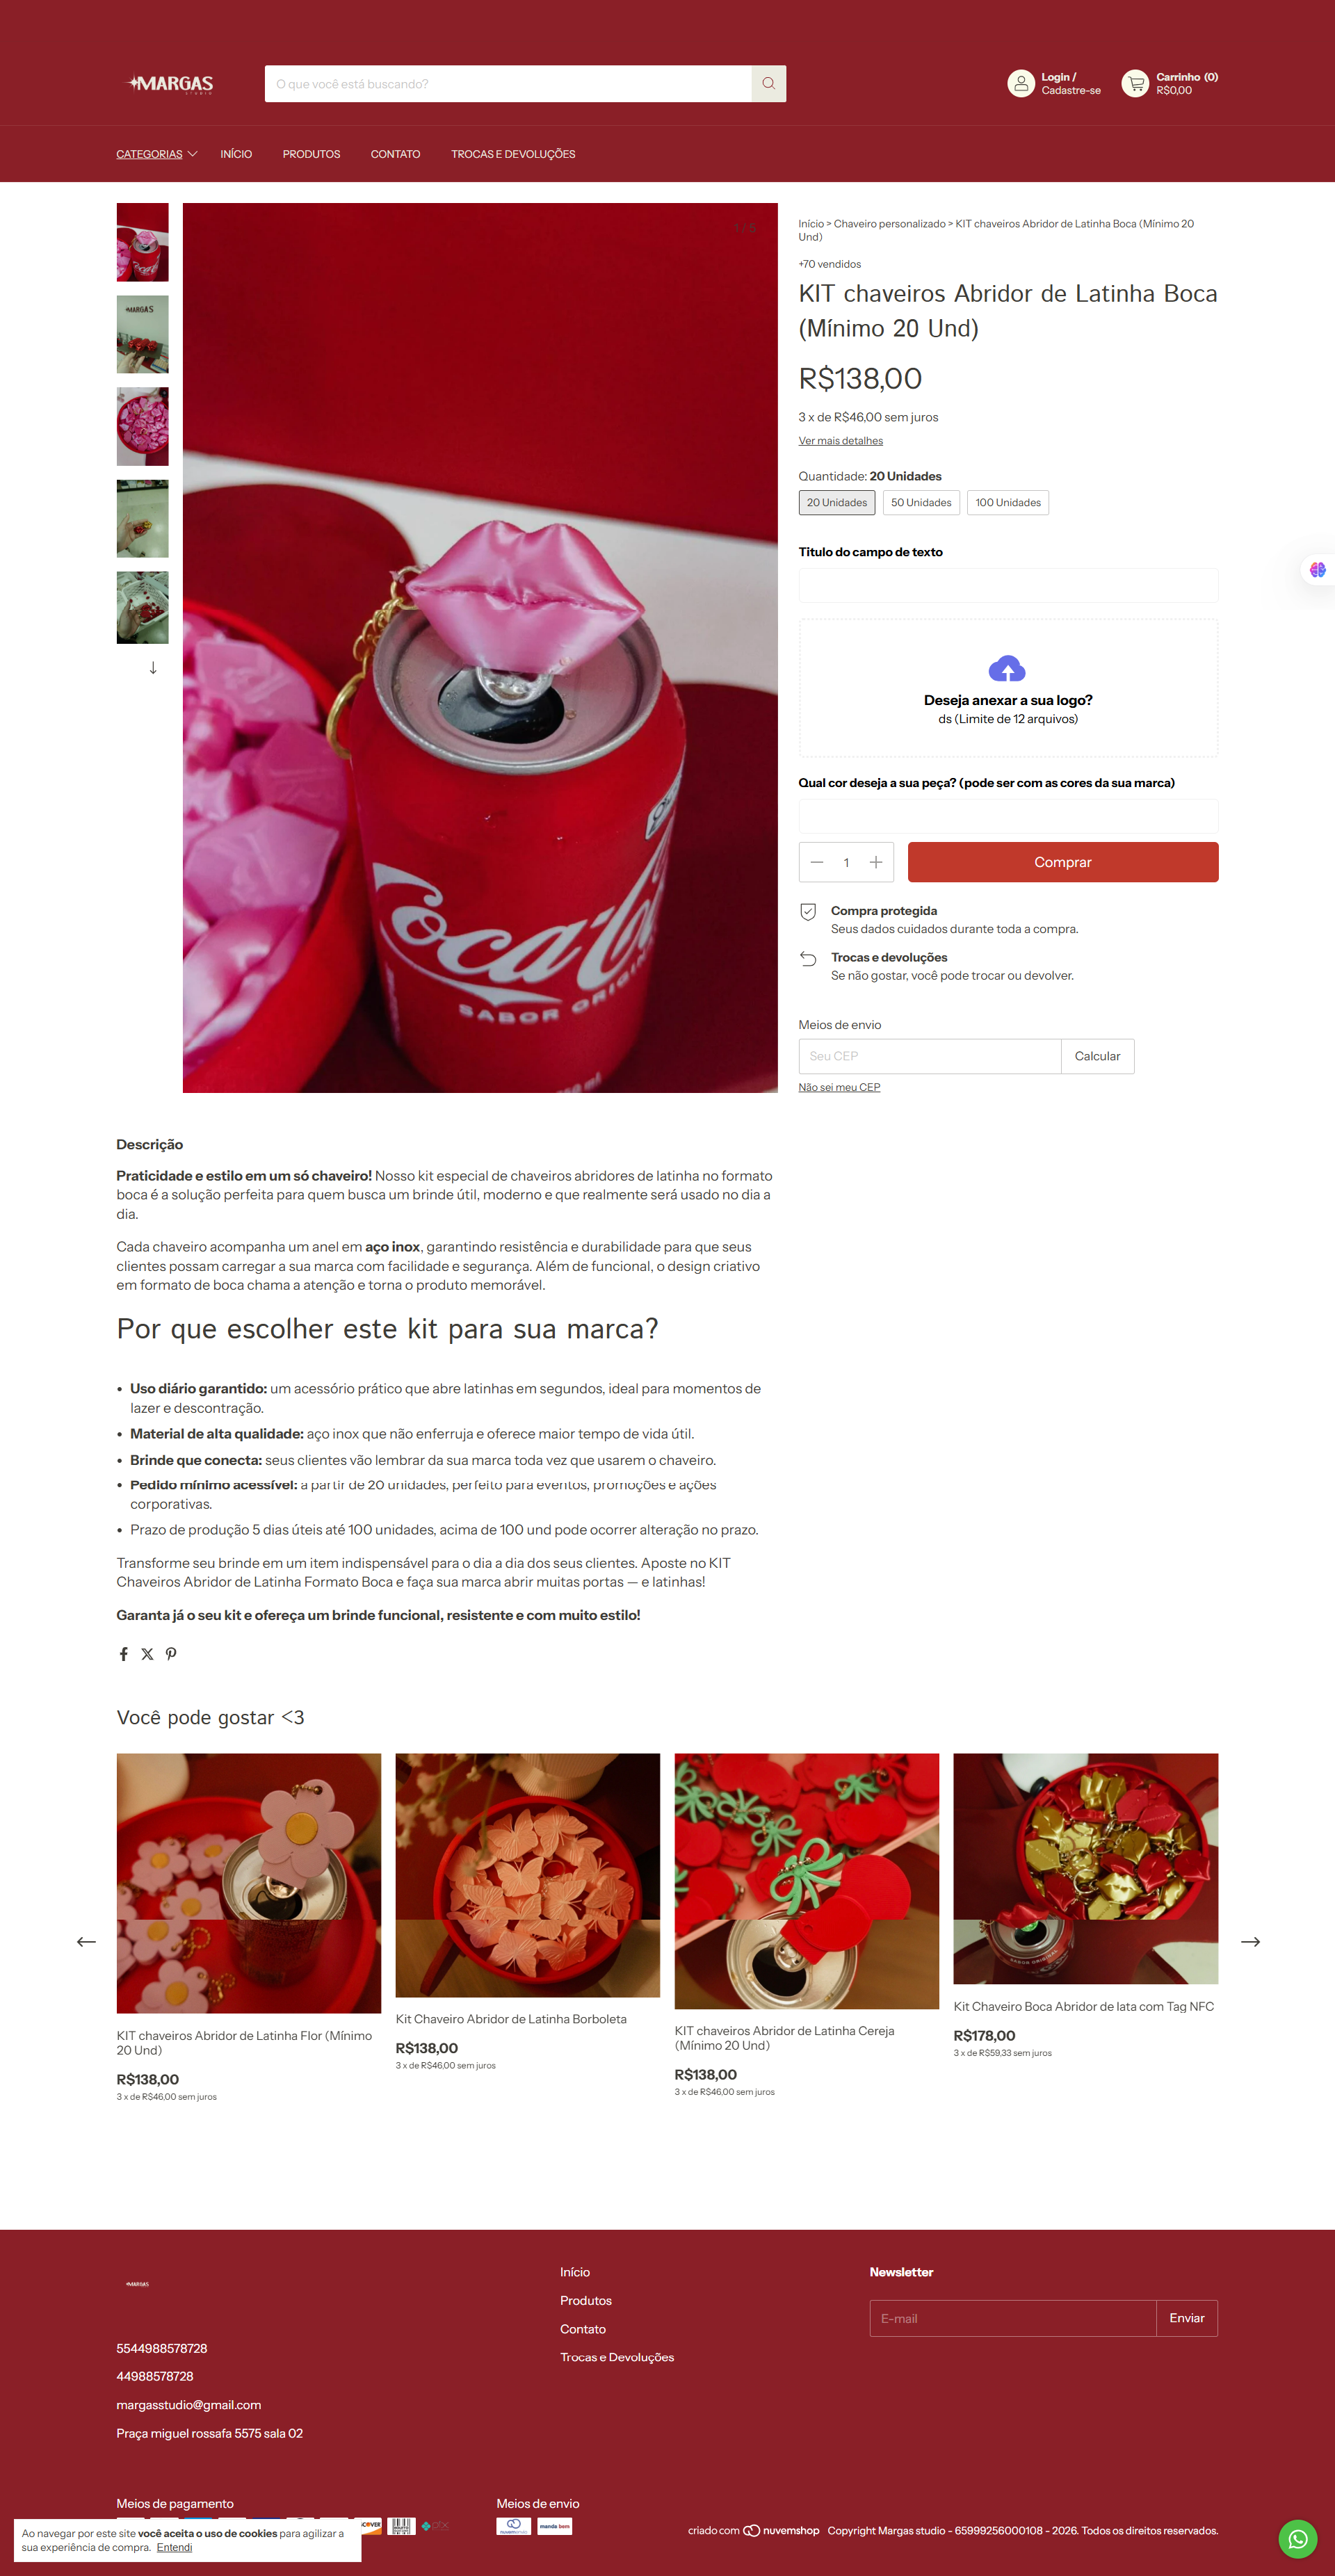 MARGAS
STUDIO
O que você está buscando?
Login /
Cadastre-se
Carrinho (0)
R$0,00
CATEGORIAS
INÍCIO
PRODUTOS
CONTATO
TROCAS E DEVOLUÇÕES
1 / 5
MARGAS
Início > Chaveiro personalizado > KIT chaveiros Abridor de Latinha Boca (Mínimo 20
Und)
+70 vendidos
KIT chaveiros Abridor de Latinha Boca
(Mínimo 20 Und)
R$138,00
3 x de R$46,00 sem juros
Ver mais detalhes
Quantidade: 20 Unidades
20 Unidades
50 Unidades
100 Unidades
Titulo do campo de texto
Deseja anexar a sua logo?
ds (Limite de 12 arquivos)
Qual cor deseja a sua peça? (pode ser com as cores da sua marca)
1
Comprar
SABOR ORIGIN
Compra protegida
Seus dados cuidados durante toda a compra.
Trocas e devoluções
Se não gostar, você pode trocar ou devolver.
Meios de envio
Seu CEP
Calcular
Não sei meu CEP
Descrição
Praticidade e estilo em um só chaveiro! Nosso kit especial de chaveiros abridores de latinha no formato
boca é a solução perfeita para quem busca um brinde útil, moderno e que realmente será usado no dia a
dia.
Cada chaveiro acompanha um anel em aço inox, garantindo resistência e durabilidade para que seus
clientes possam carregar a sua marca com facilidade e segurança. Além de funcional, o design criativo
em formato de boca chama a atenção e torna o produto memorável.
Por que escolher este kit para sua marca?
• Uso diário garantido: um acessório prático que abre latinhas em segundos, ideal para momentos de
lazer e descontração.
• Material de alta qualidade: aço inox que não enferruja e oferece maior tempo de vida útil.
• Brinde que conecta: seus clientes vão lembrar da sua marca toda vez que usarem o chaveiro.
• Pedido mínimo acessível: a partir de 20 unidades, perfeito para eventos, promoções e ações
corporativas.
• Prazo de produção 5 dias úteis até 100 unidades, acima de 100 und pode ocorrer alteração no prazo.
Transforme seu brinde em um item indispensável para o dia a dia dos seus clientes. Aposte no KIT
Chaveiros Abridor de Latinha Formato Boca e faça sua marca abrir muitas portas — e latinhas!
Garanta já o seu kit e ofereça um brinde funcional, resistente e com muito estilo!
Você pode gostar <3
KIT chaveiros Abridor de Latinha Flor (Mínimo
20 Und)
R$138,00
3 x de R$46,00 sem juros
Kit Chaveiro Abridor de Latinha Borboleta
R$138,00
3 x de R$46,00 sem juros
KIT chaveiros Abridor de Latinha Cereja
(Mínimo 20 Und)
R$138,00
3 x de R$46,00 sem juros
SABOR ORIGINAL
Kit Chaveiro Boca Abridor de lata com Tag NFC
R$178,00
3 x de R$59,33 sem juros
MARGAS
5544988578728
44988578728
margasstudio@gmail.com
Praça miguel rossafa 5575 sala 02
Início
Produtos
Contato
Trocas e Devoluções
Newsletter
E-mail
Enviar
Meios de pagamento
pix
Meios de envio
manda bem
criado com nuvemshop
Copyright Margas studio - 65999256000108 - 2026. Todos os direitos reservados.
Ao navegar por este site você aceita o uso de cookies para agilizar a
sua experiência de compra. Entendi